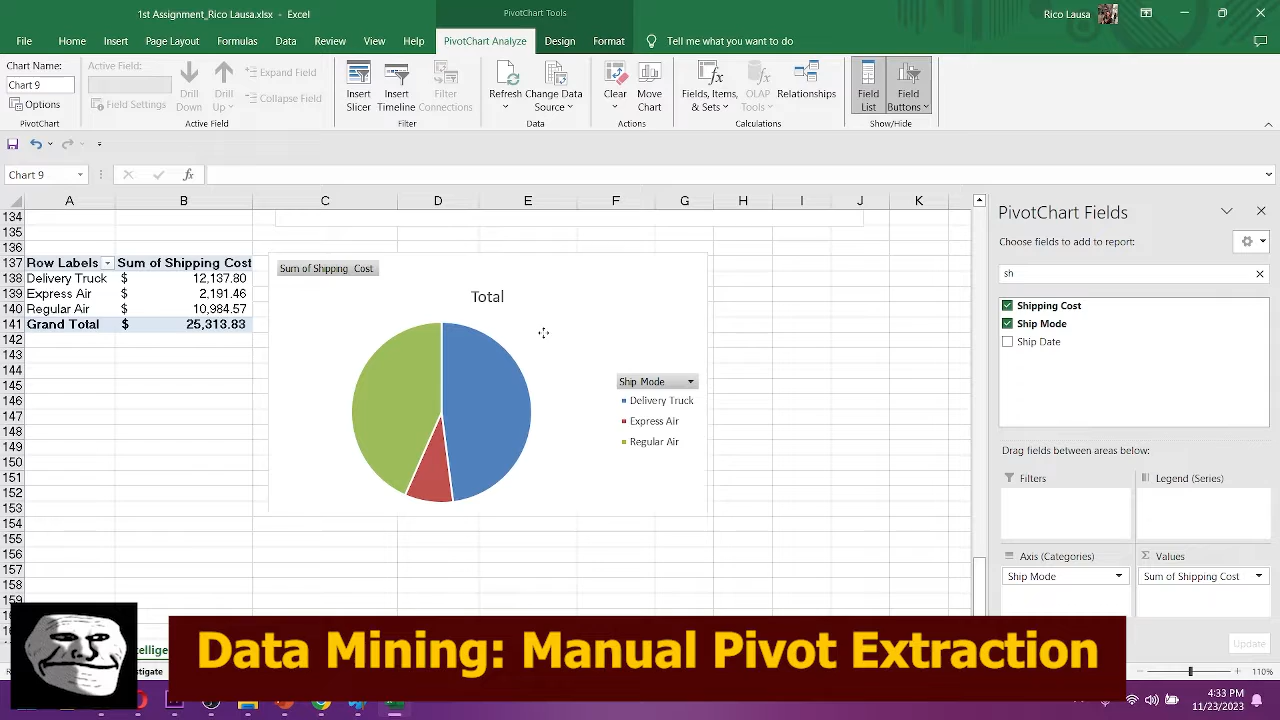 1st Assignment_Rico Lausa.xlsx - Excel
PivotChart Tools
Rico Lausa
File Home Insert Page Layout Formulas Data Review View Help PivotChart Analyze Design Format Tell me what you want to do
Chart Name:
Chart 9
Options
PivotChart
Active Field:
Field Settings
Drill Down
Drill Up
Expand Field
Collapse Field
Active Field
Insert Slicer
Insert Timeline
Filter Connections
Filter
Refresh
Change Data Source
Data
Clear
Move Chart
Actions
Fields, Items, & Sets
OLAP Tools
Relationships
Calculations
Field List
Field Buttons
Show/Hide
Chart 9
fx
A B C D E F G H I J K
134
135
136
137 Row Labels Sum of Shipping Cost
138 Delivery Truck $ 12,137.80
139 Express Air $ 2,191.46
140 Regular Air $ 10,984.57
141 Grand Total $ 25,313.83
142
143
144
145
146
147
148
149
150
151
152
153
154
155
156
157
158
159
Sum of Shipping Cost
Total
Ship Mode
Delivery Truck
Express Air
Regular Air
PivotChart Fields
Choose fields to add to report:
sh
Shipping Cost
Ship Mode
Ship Date
Drag fields between areas below:
Filters
Legend (Series)
Axis (Categories)
Values
Ship Mode
Sum of Shipping Cost
Update
Data Mining: Manual Pivot Extraction
110%
4:33 PM
11/23/2023